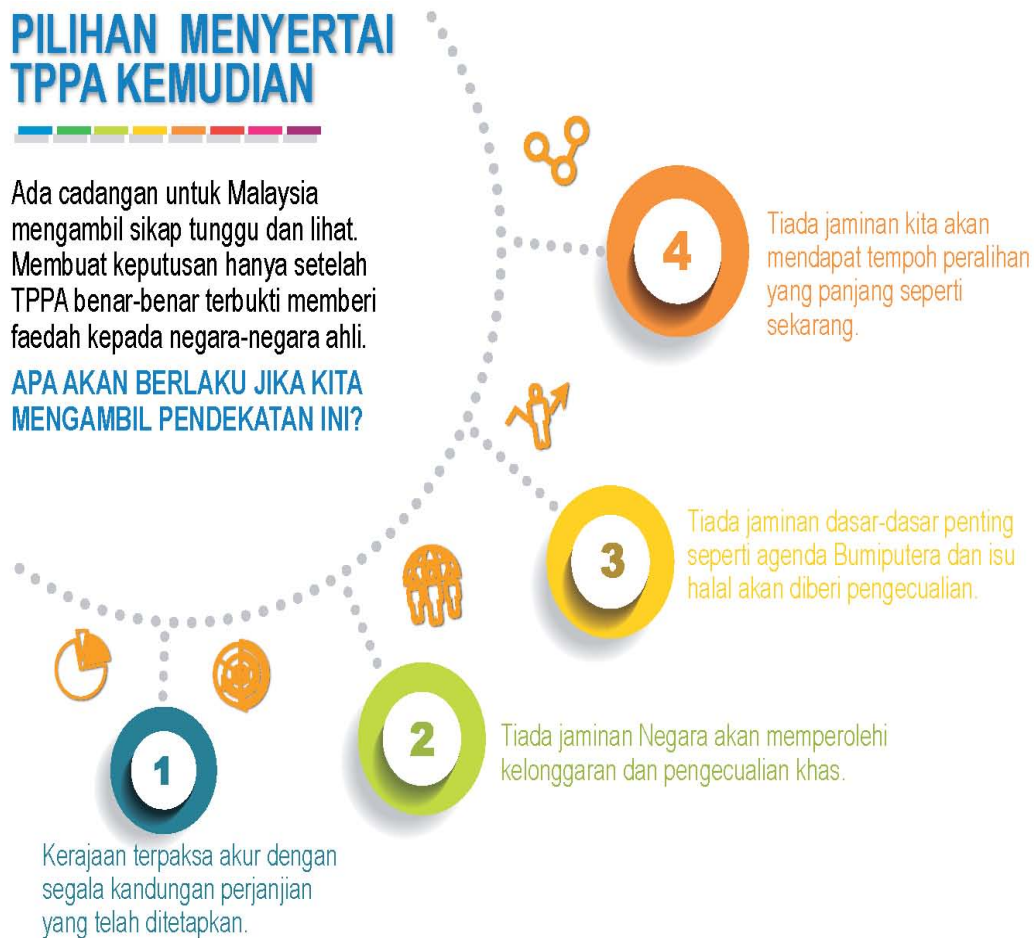 PILIHAN MENYERTAI
TPPA KEMUDIAN
Ada cadangan untuk Malaysia
mengambil sikap tunggu dan lihat.
Membuat keputusan hanya setelah
TPPA benar-benar terbukti memberi
faedah kepada negara-negara ahli.
APA AKAN BERLAKU JIKA KITA
MENGAMBIL PENDEKATAN INI?
1
Kerajaan terpaksa akur dengan
segala kandungan perjanjian
yang telah ditetapkan.
2
Tiada jaminan Negara akan memperolehi
kelonggaran dan pengecualian khas.
3
Tiada jaminan dasar-dasar penting
seperti agenda Bumiputera dan isu
halal akan diberi pengecualian.
4
Tiada jaminan kita akan
mendapat tempoh peralihan
yang panjang seperti
sekarang.